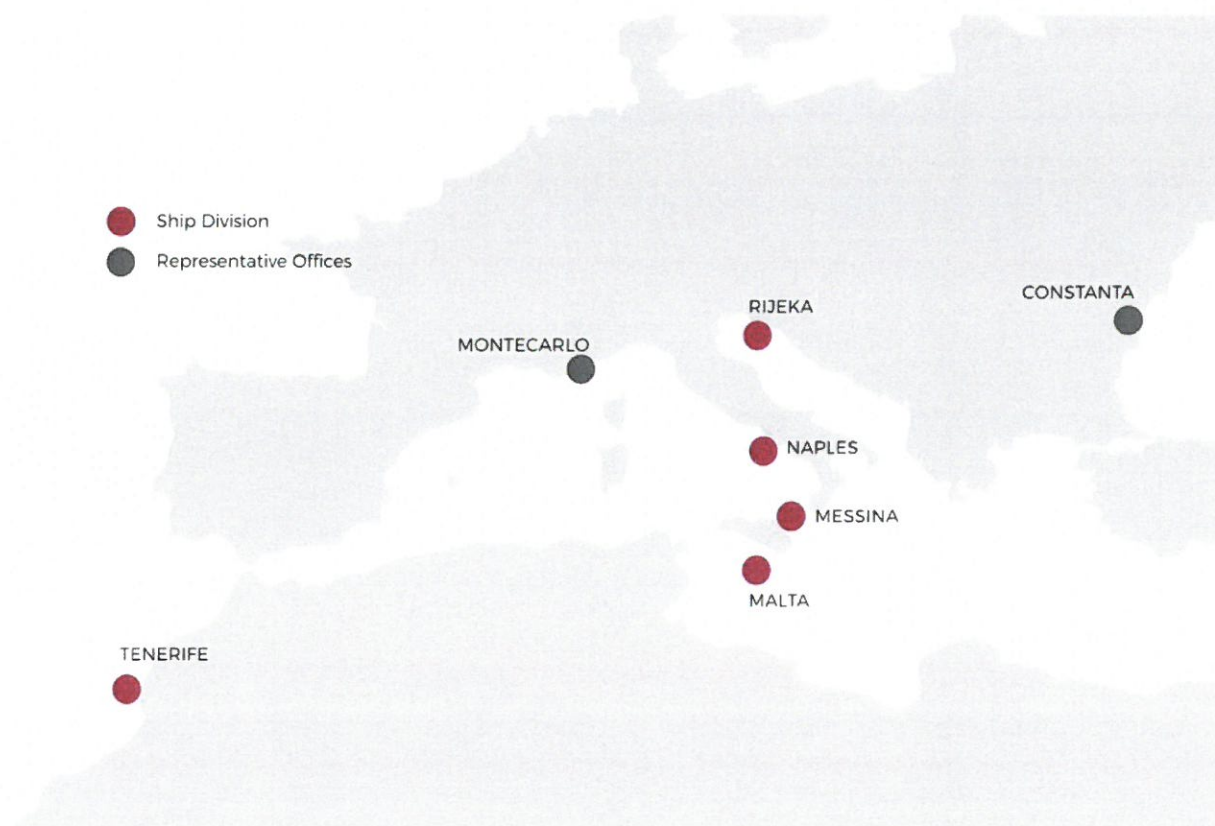 Ship Division
Representative Offices
CONSTANTA
RIJEKA
MONTECARLO
NAPLES
MESSINA
MALTA
TENERIFE